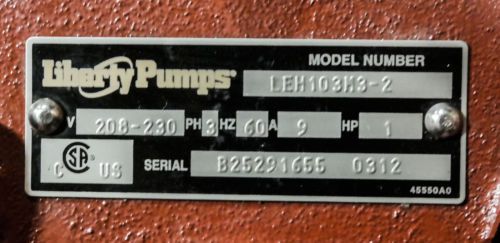 MODEL NUMBER
Liberty Pumps® LEH103M3-2
V 208-230 PH 3 HZ 60 A 9 HP 1
CSA
C US SERIAL B25291655 0312
45550A0